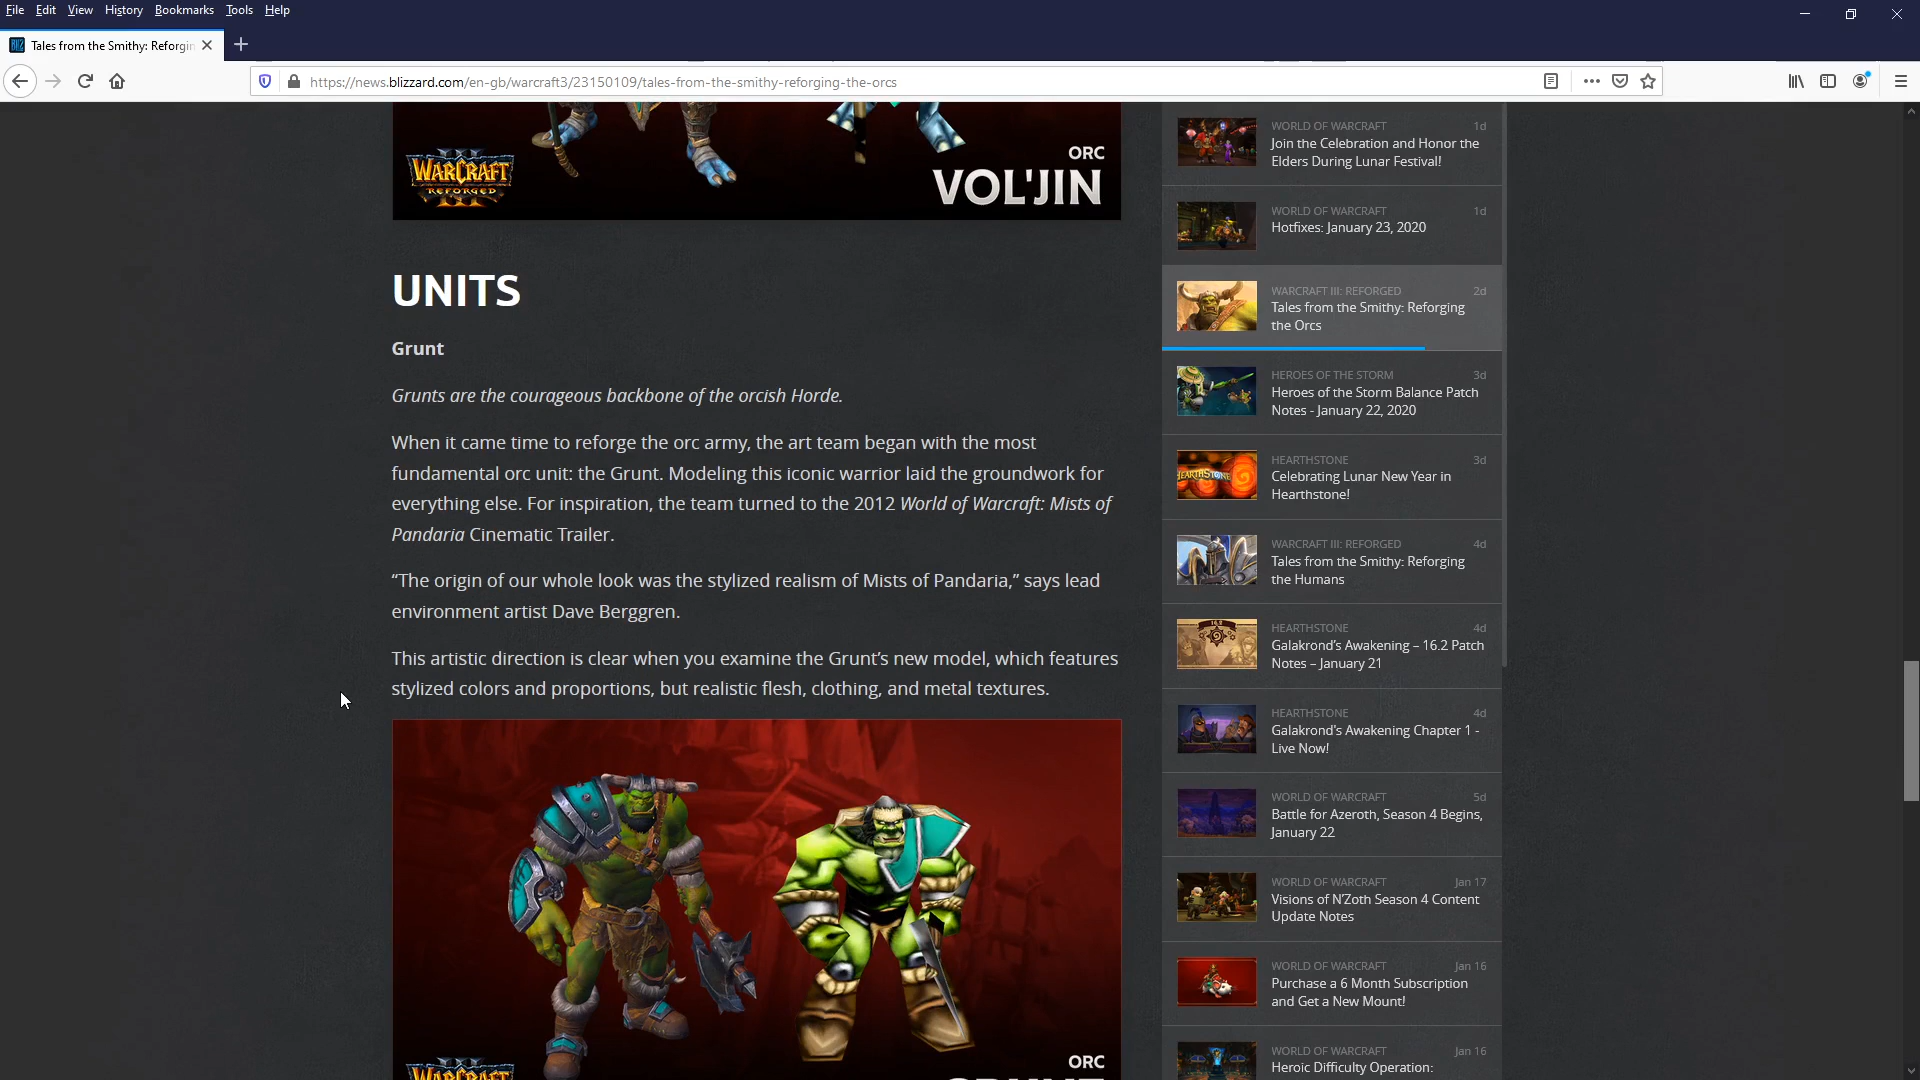 File Edit View History Bookmarks Tools Help
Tales from the Smithy: Reforgin
https://news.blizzard.com/en-gb/warcraft3/23150109/tales-from-the-smithy-reforging-the-orcs
WARCRAFT
III
REFORGED
ORC
VOL'JIN
UNITS
Grunt
Grunts are the courageous backbone of the orcish Horde.
When it came time to reforge the orc army, the art team began with the most
fundamental orc unit: the Grunt. Modeling this iconic warrior laid the groundwork for
everything else. For inspiration, the team turned to the 2012 World of Warcraft: Mists of
Pandaria Cinematic Trailer.
“The origin of our whole look was the stylized realism of Mists of Pandaria,” says lead
environment artist Dave Berggren.
This artistic direction is clear when you examine the Grunt’s new model, which features
stylized colors and proportions, but realistic flesh, clothing, and metal textures.
WARCRAFT
ORC
WORLD OF WARCRAFT 1d
Join the Celebration and Honor the
Elders During Lunar Festival!
WORLD OF WARCRAFT 1d
Hotfixes: January 23, 2020
WARCRAFT III: REFORGED 2d
Tales from the Smithy: Reforging
the Orcs
HEROES OF THE STORM 3d
Heroes of the Storm Balance Patch
Notes - January 22, 2020
HEARTHSTONE
HEARTHSTONE 3d
Celebrating Lunar New Year in
Hearthstone!
WARCRAFT III: REFORGED 4d
Tales from the Smithy: Reforging
the Humans
16.2
HEARTHSTONE 4d
Galakrond’s Awakening – 16.2 Patch
Notes – January 21
HEARTHSTONE 4d
Galakrond’s Awakening Chapter 1 -
Live Now!
WORLD OF WARCRAFT 5d
Battle for Azeroth, Season 4 Begins,
January 22
WORLD OF WARCRAFT Jan 17
Visions of N’Zoth Season 4 Content
Update Notes
WORLD OF WARCRAFT Jan 16
Purchase a 6 Month Subscription
and Get a New Mount!
WORLD OF WARCRAFT Jan 16
Heroic Difficulty Operation: